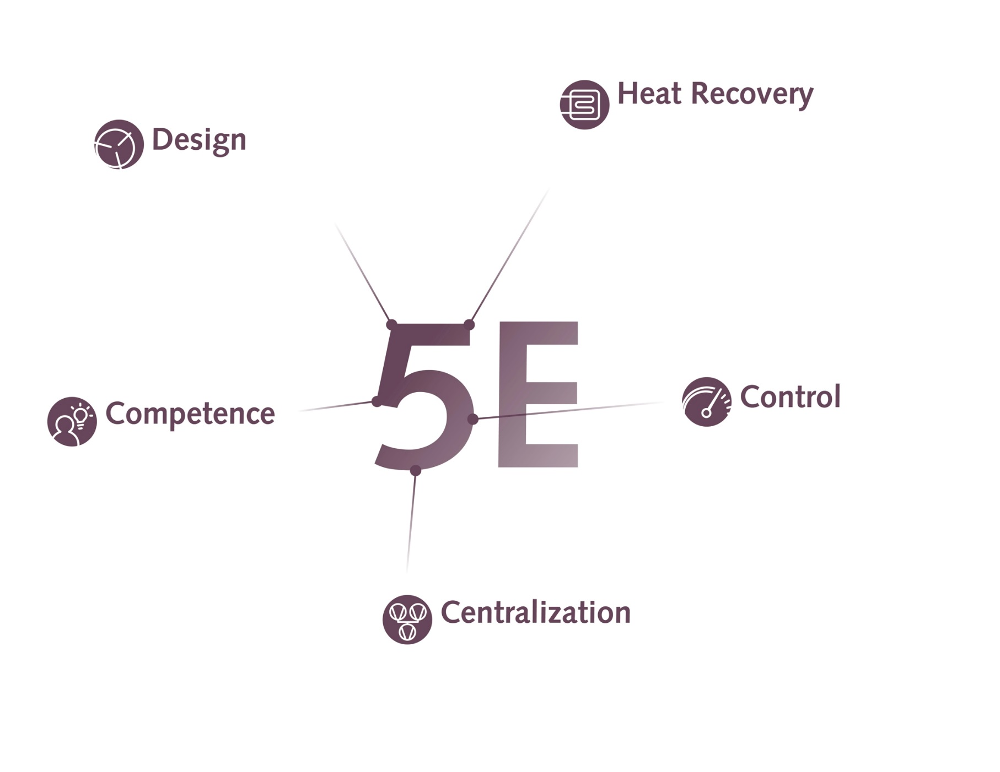 Heat Recovery
Design
5E
Control
Competence
Centralization